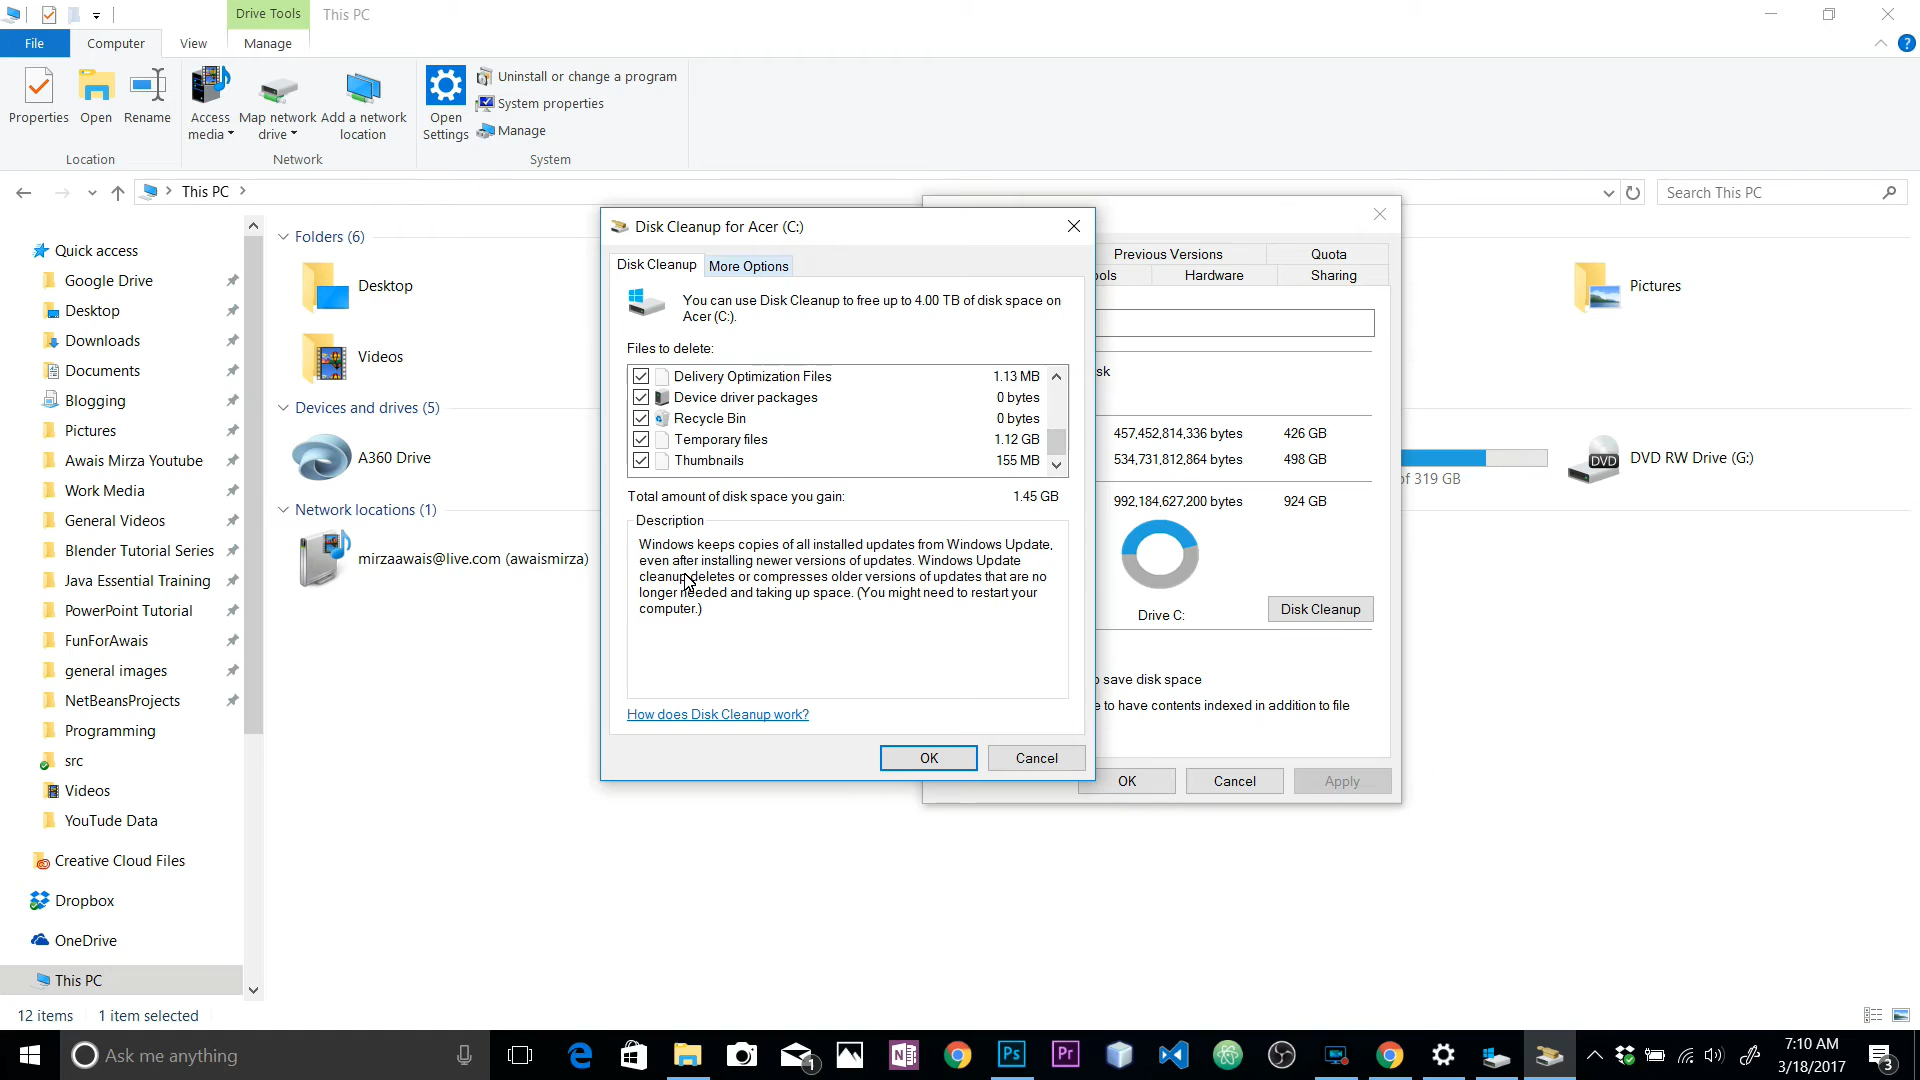 Drive Tools
This PC
File
Computer
View
Manage
Properties
Open
Rename
Access
media
Map network
drive
Add a network
location
Open
Settings
Uninstall or change a program
System properties
Manage
Location
Network
System
This PC
Search This PC
Quick access
Google Drive
Desktop
Downloads
Documents
Blogging
Pictures
Awais Mirza Youtube
Work Media
General Videos
Blender Tutorial Series
Java Essential Training
PowerPoint Tutorial
FunForAwais
general images
NetBeansProjects
Programming
src
Videos
YouTube Data
Creative Cloud Files
Dropbox
OneDrive
This PC
Folders (6)
Desktop
Videos
Pictures
Devices and drives (5)
A360 Drive
of 319 GB
DVD
DVD RW Drive (G:)
Network locations (1)
mirzaawais@live.com (awaismirza)
Disk Cleanup for Acer (C:)
Disk Cleanup
More Options
You can use Disk Cleanup to free up to 4.00 TB of disk space on
Acer (C:).
Files to delete:
Delivery Optimization Files 1.13 MB
Device driver packages 0 bytes
Recycle Bin 0 bytes
Temporary files 1.12 GB
Thumbnails 155 MB
Total amount of disk space you gain: 1.45 GB
Description
Windows keeps copies of all installed updates from Windows Update,
even after installing newer versions of updates. Windows Update
cleanup deletes or compresses older versions of updates that are no
longer needed and taking up space. (You might need to restart your
computer.)
How does Disk Cleanup work?
OK
Cancel
Previous Versions
Quota
ools
Hardware
Sharing
sk
457,452,814,336 bytes 426 GB
534,731,812,864 bytes 498 GB
992,184,627,200 bytes 924 GB
Drive C:
Disk Cleanup
o save disk space
e to have contents indexed in addition to file
OK
Cancel
Apply
12 items
1 item selected
Ask me anything
1
N
Ps
Pr
7:10 AM
3/18/2017
3